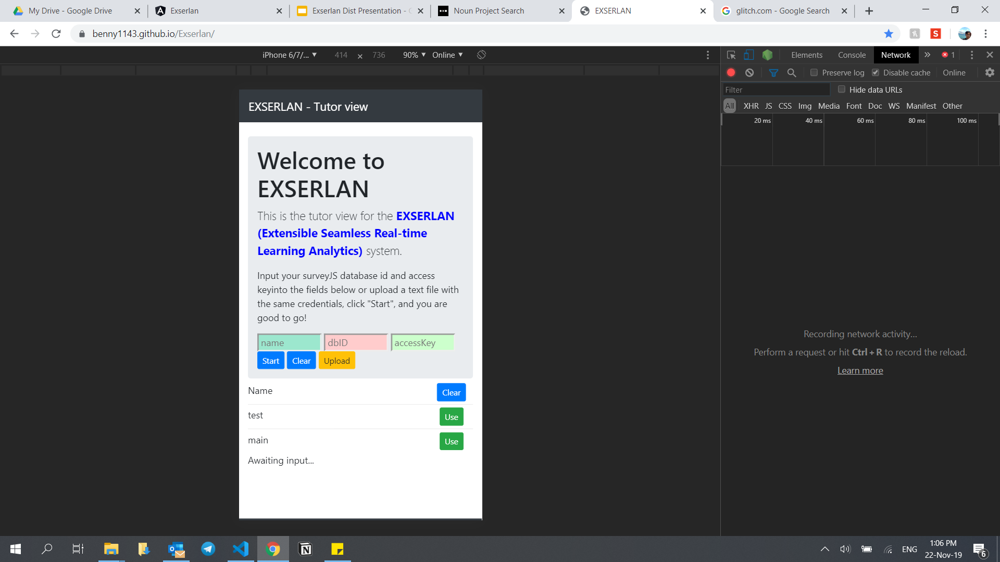 My Drive - Google Drive
Exserlan
Exserlan Dist Presentation -
Noun Project Search
EXSERLAN
glitch.com - Google Search
benny1143.github.io/Exserlan/
iPhone 6/7/... ▼ 414 × 736 90% ▼ Online ▼
Elements Console Network » 1
Preserve log Disable cache Online
Filter Hide data URLs
All XHR JS CSS Img Media Font Doc WS Manifest Other
20 ms 40 ms 60 ms 80 ms 100 ms
EXSERLAN - Tutor view
Welcome to
EXSERLAN
This is the tutor view for the EXSERLAN
(Extensible Seamless Real-time
Learning Analytics) system.
Input your surveyJS database id and access
keyinto the fields below or upload a text file with
the same credentials, click "Start", and you are
good to go!
name dbID accessKey
Start Clear Upload
Name Clear
test Use
main Use
Awaiting input...
Recording network activity...
Perform a request or hit Ctrl + R to record the reload.
Learn more
ENG
1:06 PM
22-Nov-19
6